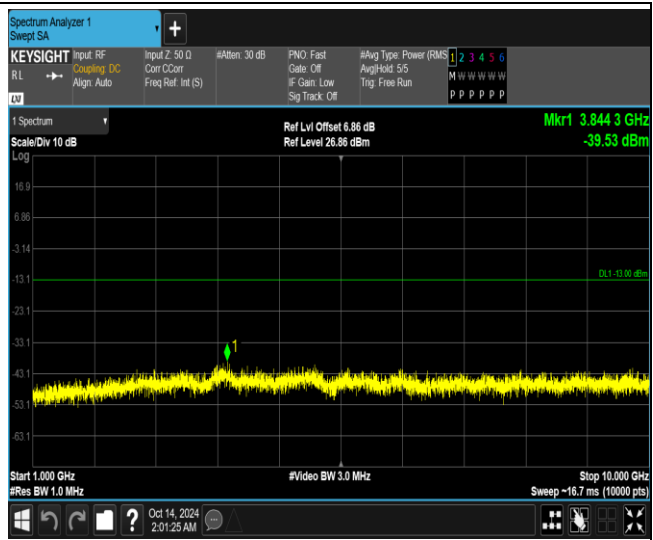 Spectrum Analyzer 1
Swept SA
+
KEYSIGHT
RL
LXI
Input: RF
Coupling: DC
Align: Auto
Input Z: 50 Ω
Corr CCorr
Freq Ref: Int (S)
#Atten: 30 dB
PNO: Fast
Gate: Off
IF Gain: Low
Sig Track: Off
#Avg Type: Power (RMS
Avg|Hold: 5/5
Trig: Free Run
1 2 3 4 5 6
M W W W W W
P P P P P P
1 Spectrum
Scale/Div 10 dB
Log
Ref Lvl Offset 6.86 dB
Ref Level 26.86 dBm
Mkr1 3.844 3 GHz
-39.53 dBm
16.9
6.86
-3.14
-13.1
DL1 -13.00 dBm
-23.1
-33.1
1
-43.1
-53.1
-63.1
Start 1.000 GHz
#Res BW 1.0 MHz
#Video BW 3.0 MHz
Stop 10.000 GHz
Sweep ~16.7 ms (10000 pts)
?
Oct 14, 2024
2:01:25 AM